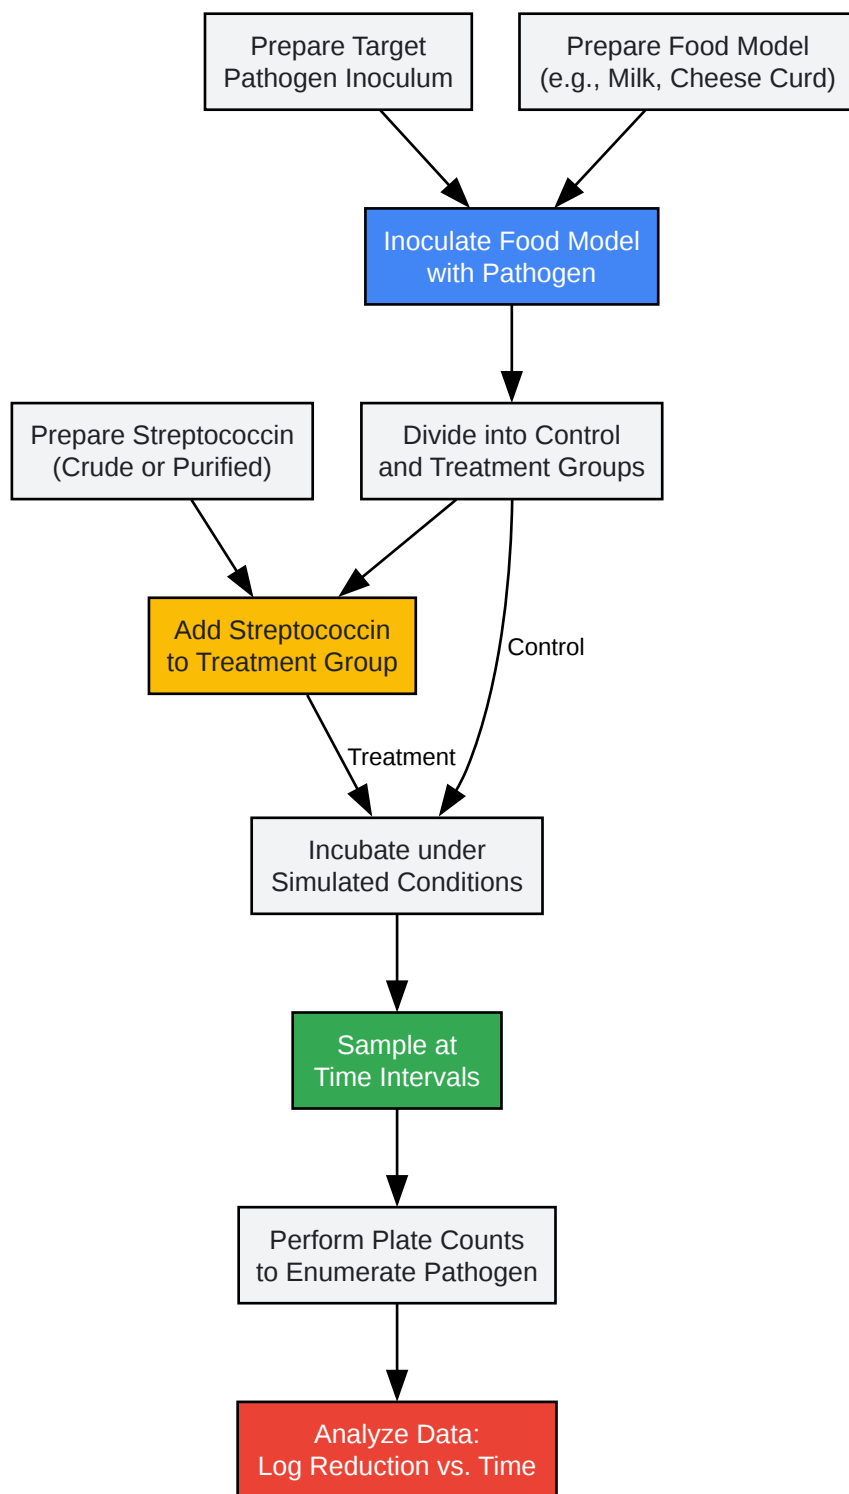 Prepare Target
Pathogen Inoculum
Prepare Food Model
(e.g., Milk, Cheese Curd)
Inoculate Food Model
with Pathogen
Prepare Streptococcin
(Crude or Purified)
Divide into Control
and Treatment Groups
Add Streptococcin
to Treatment Group
Control
Treatment
Incubate under
Simulated Conditions
Sample at
Time Intervals
Perform Plate Counts
to Enumerate Pathogen
Analyze Data:
Log Reduction vs. Time